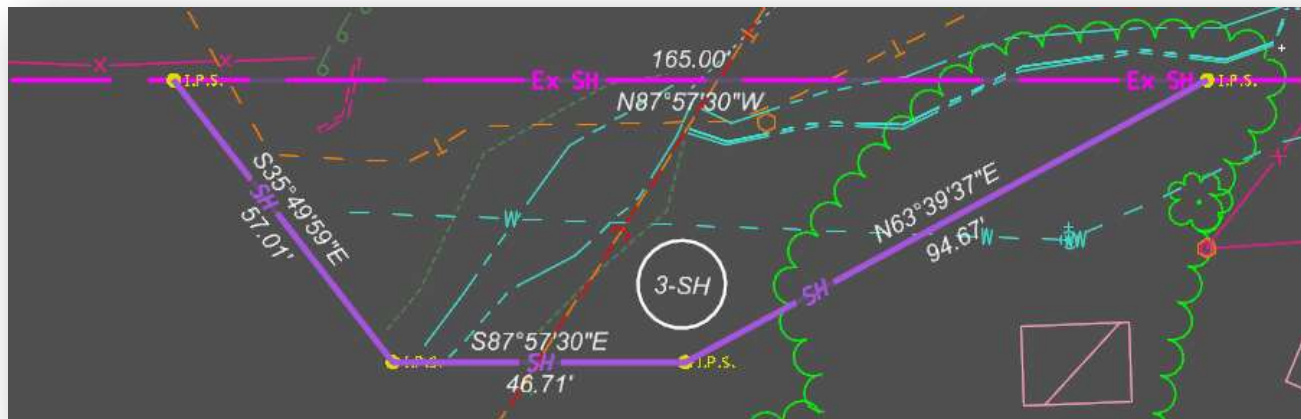 165.00'
I.P.S.
Ex SH
Ex SH
I.P.S.
N87°57'30"W
S35°49'59"E
SH
57.01'
W
N63°39'37"E
94.67'
W
W
3-SH
SH
S87°57'30"E
I.P.S.
SH
I.P.S.
46.71'